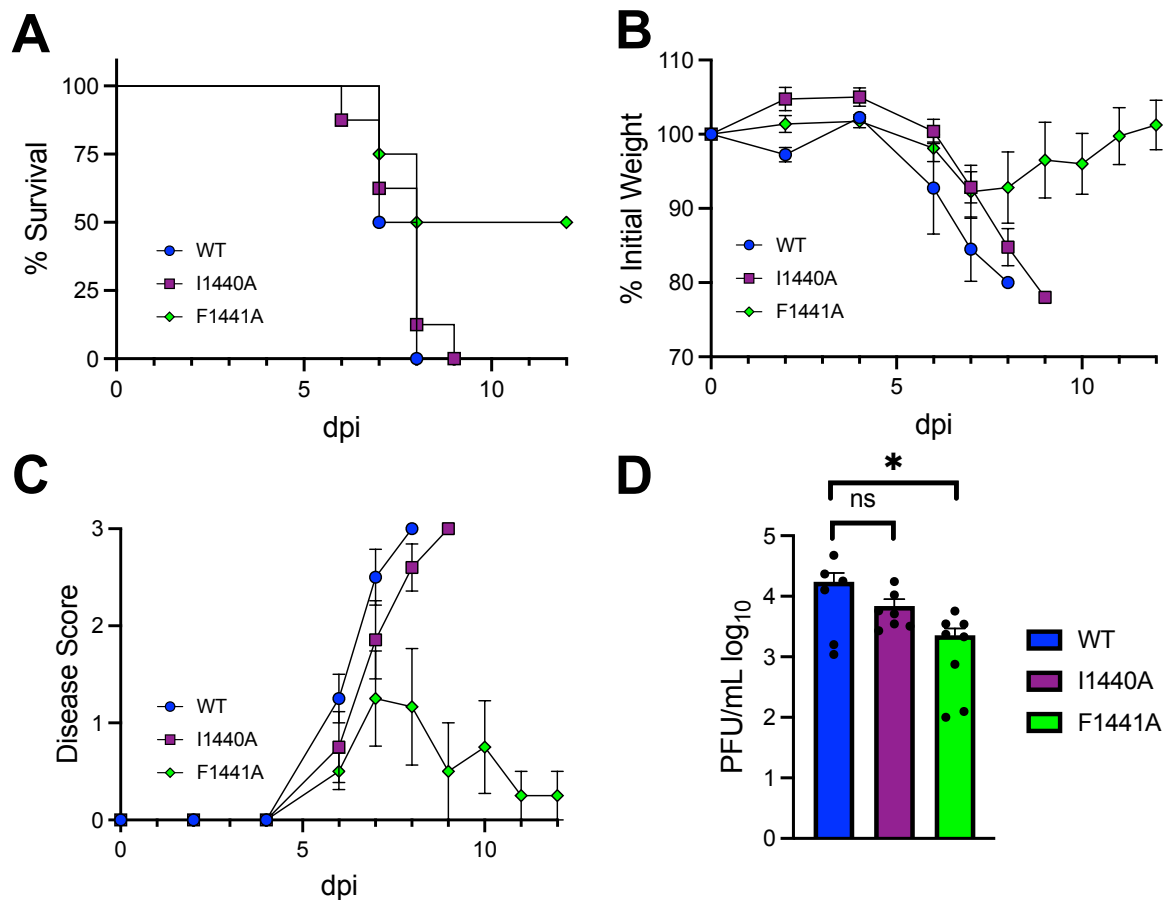 A
% Survival
100
75
50
25
0
0
5
10
dpi
WT
I1440A
F1441A
B
% Initial Weight
110
100
90
80
70
0
5
10
dpi
WT
I1440A
F1441A
C
Disease Score
3
2
1
0
0
5
10
dpi
WT
I1440A
F1441A
D
*
ns
PFU/mL log10
5
4
3
2
1
0
WT
I1440A
F1441A